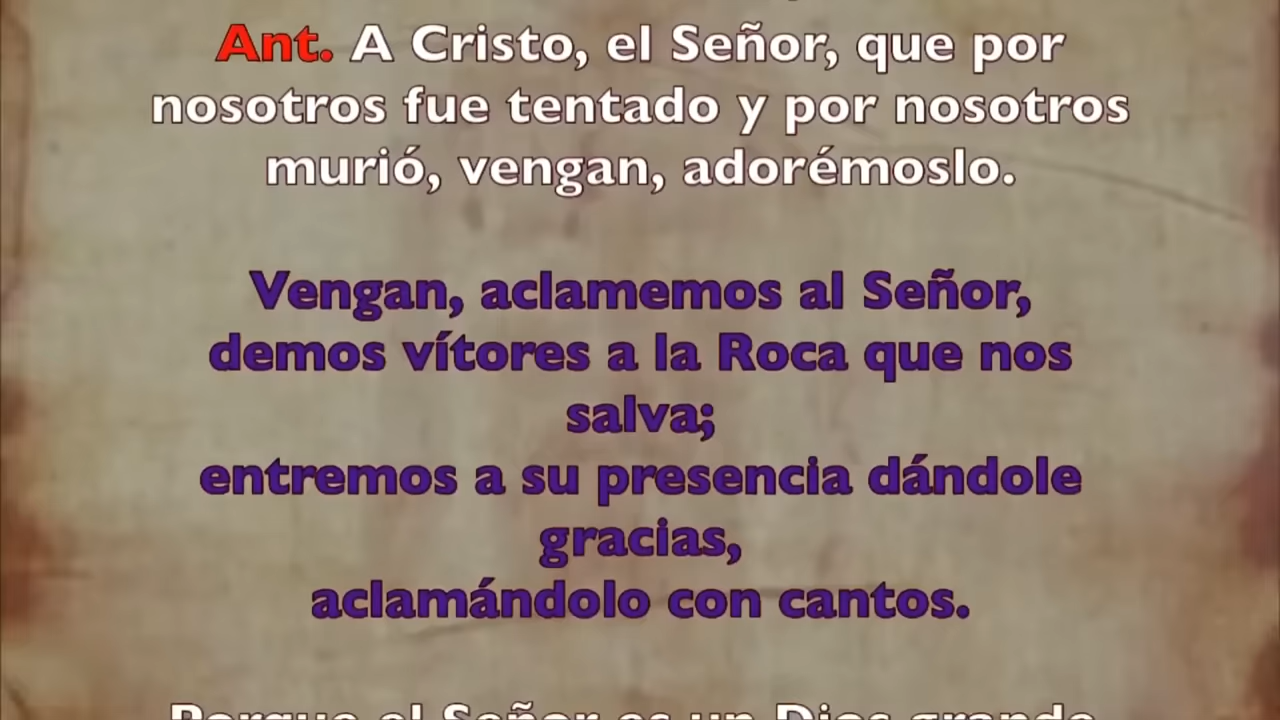 Ant. A Cristo, el Señor, que por
nosotros fue tentado y por nosotros
murió, vengan, adorémoslo.
Vengan, aclamemos al Señor,
demos vítores a la Roca que nos
salva;
entremos a su presencia dándole
gracias,
aclamándolo con cantos.
Porque el Señor es un Dios grande